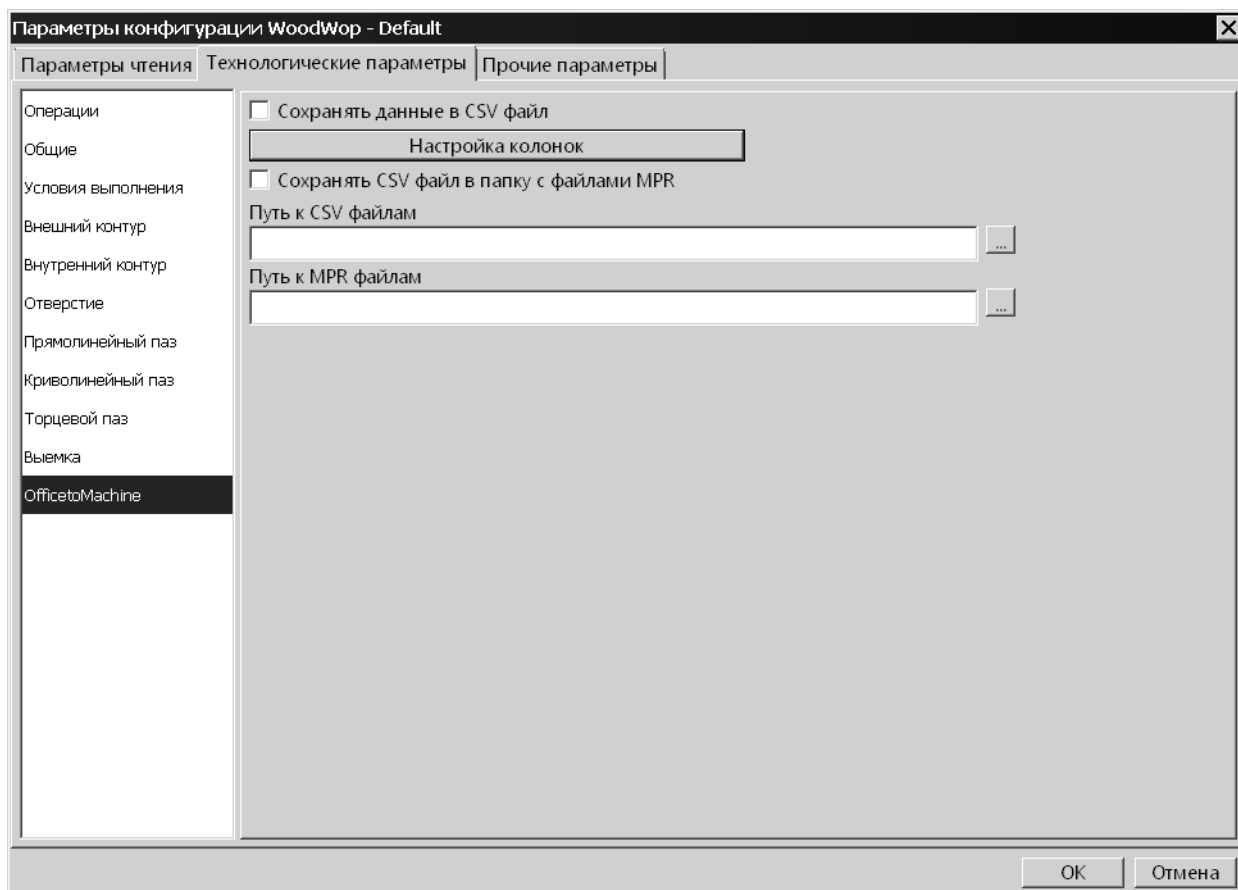 Параметры конфигурации WoodWop - Default
Параметры чтения Технологические параметры Прочие параметры
Операции
Общие
Условия выполнения
Внешний контур
Внутренний контур
Отверстие
Прямолинейный паз
Криволинейный паз
Торцевой паз
Выемка
OfficetoMachine
Сохранять данные в CSV файл
Настройка колонок
Сохранять CSV файл в папку с файлами MPR
Путь к CSV файлам
...
Путь к MPR файлам
...
OK Отмена